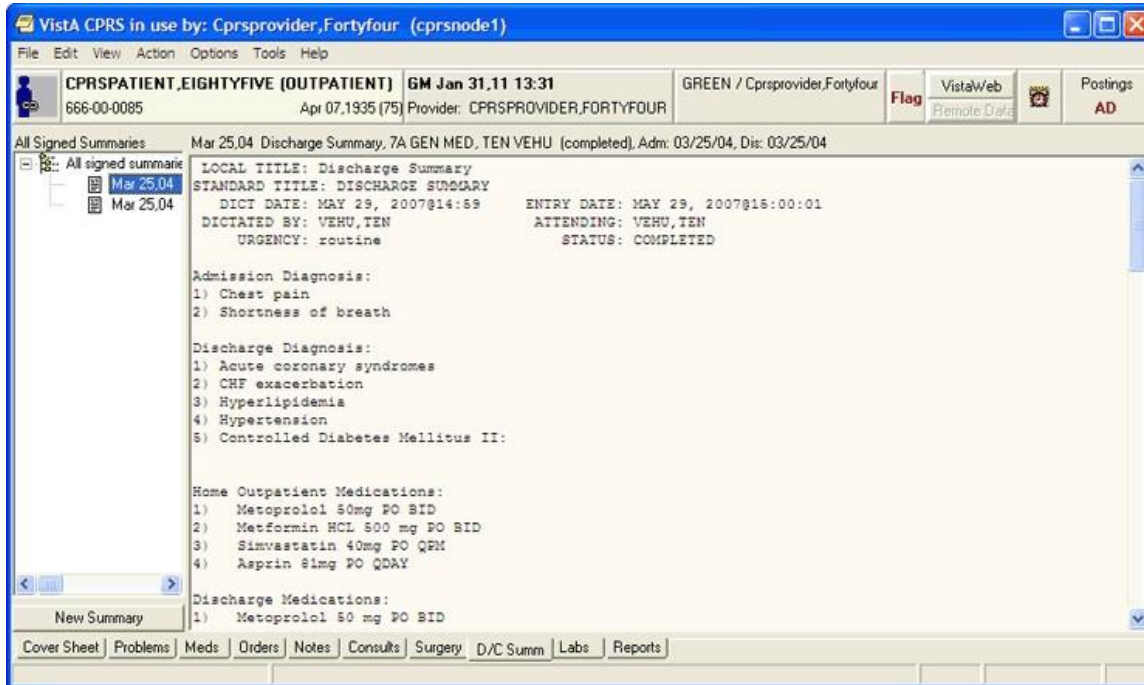 VistA CPRS in use by: Cprsprovider,Fortyfour (cprsnode1)
File Edit View Action Options Tools Help
CPRSPATIENT,EIGHTYFIVE (OUTPATIENT) GM Jan 31,11 13:31 GREEN / Cprsprovider,Fortyfour Flag VistaWeb Postings
666-00-0085 Apr 07,1935 (75) Provider: CPRSPROVIDER,FORTYFOUR Remote Data AD
All Signed Summaries Mar 25,04 Discharge Summary, 7A GEN MED, TEN VEHU (completed), Adm: 03/25/04, Dis: 03/25/04
All signed summarie
Mar 25,04
Mar 25,04
LOCAL TITLE: Discharge Summary
STANDARD TITLE: DISCHARGE SUMMARY
DICT DATE: MAY 29, 2007@14:59 ENTRY DATE: MAY 29, 2007@15:00:01
DICTATED BY: VEHU,TEN ATTENDING: VEHU,TEN
URGENCY: routine STATUS: COMPLETED
Admission Diagnosis:
1) Chest pain
2) Shortness of breath
Discharge Diagnosis:
1) Acute coronary syndromes
2) CHF exacerbation
3) Hyperlipidemia
4) Hypertension
5) Controlled Diabetes Mellitus II:
Home Outpatient Medications:
1) Metoprolol 50mg PO BID
2) Metformin HCL 500 mg PO BID
3) Simvastatin 40mg PO QPM
4) Asprin 81mg PO QDAY
Discharge Medications:
1) Metoprolol 50 mg PO BID
New Summary
Cover Sheet Problems Meds Orders Notes Consults Surgery D/C Summ Labs Reports